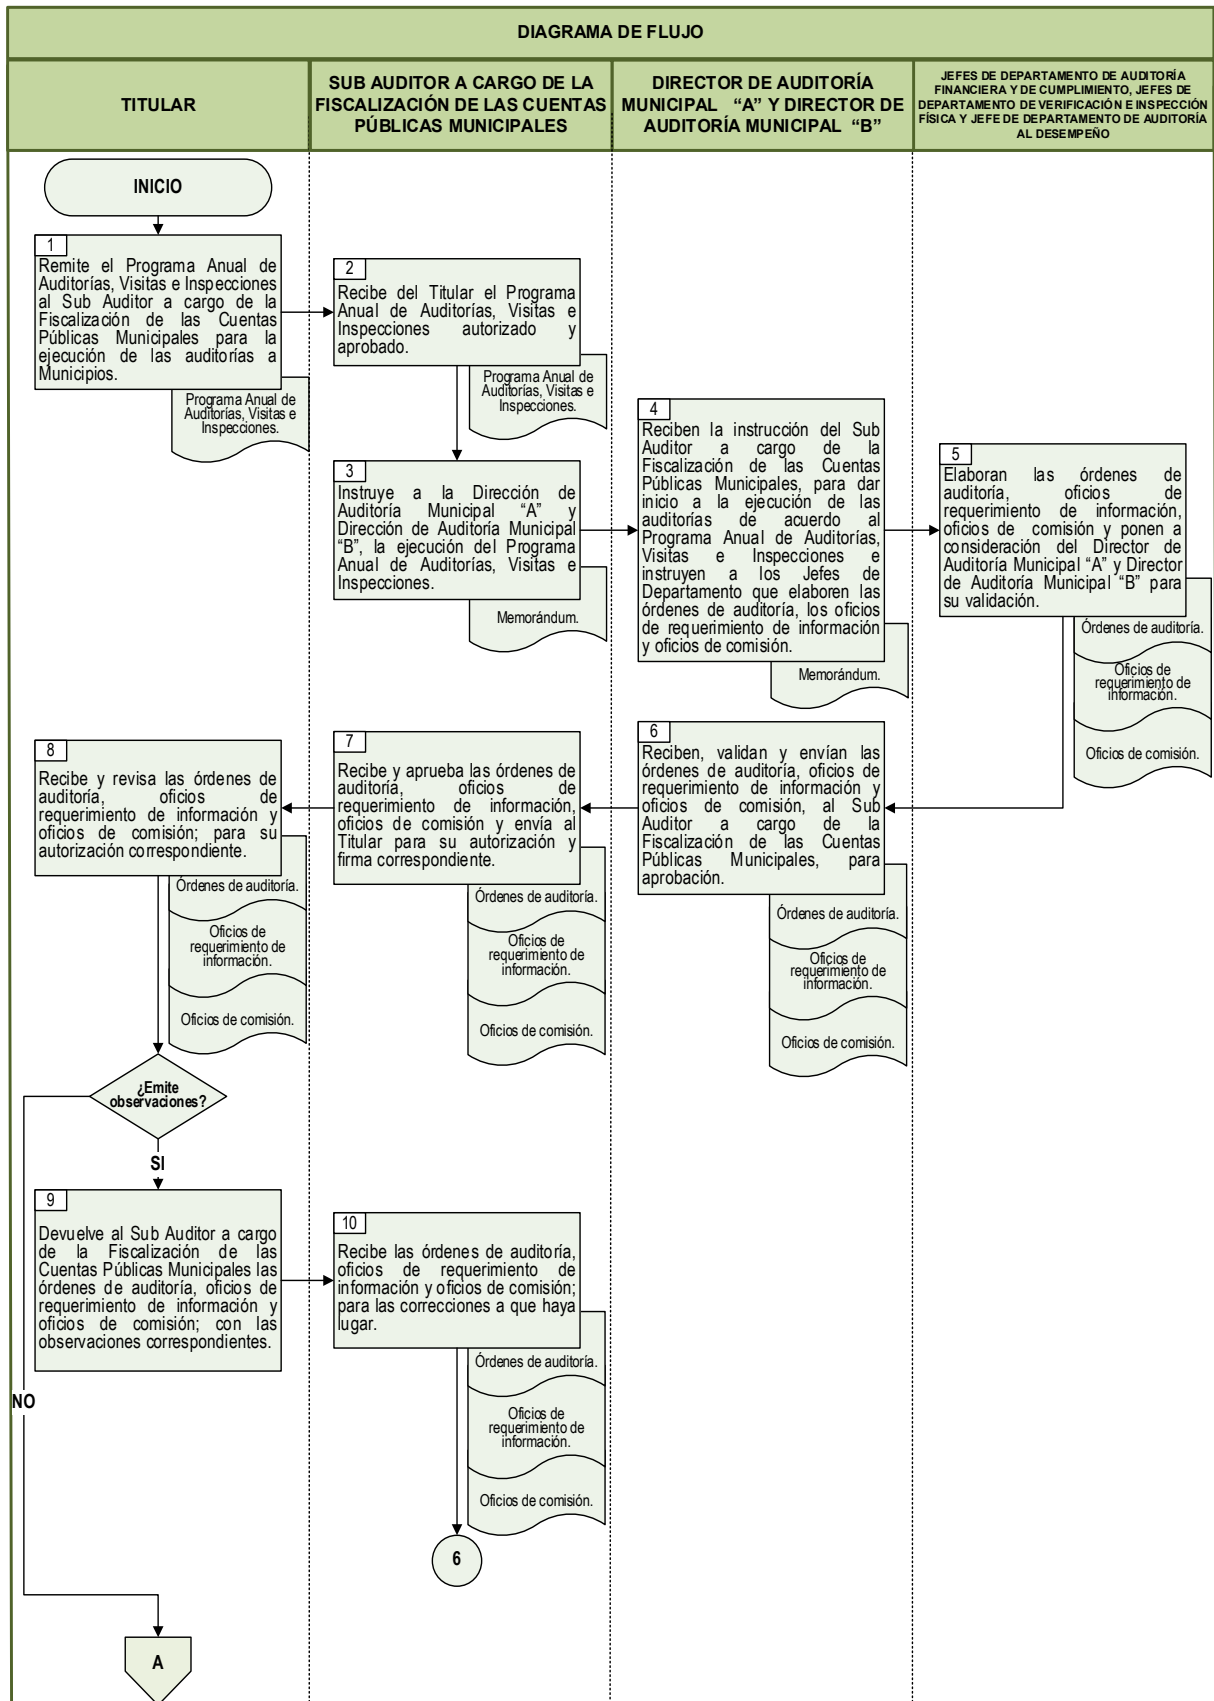 DIAGRAMA DE FLUJO
TITULAR
SUB AUDITOR A CARGO DE LA
FISCALIZACIÓN DE LAS CUENTAS
PÚBLICAS MUNICIPALES
DIRECTOR DE AUDITORÍA
MUNICIPAL “A” Y DIRECTOR DE
AUDITORÍA MUNICIPAL “B”
JEFES DE DEPARTAMENTO DE AUDITORÍA
FINANCIERA Y DE CUMPLIMIENTO, JEFES DE
DEPARTAMENTO DE VERIFICACIÓN E INSPECCIÓN
FÍSICA Y JEFE DE DEPARTAMENTO DE AUDITORÍA
AL DESEMPEÑO
INICIO
1
Remite el Programa Anual de
Auditorías, Visitas e Inspecciones
al Sub Auditor a cargo de la
Fiscalización de las Cuentas
Públicas Municipales para la
ejecución de las auditorías a
Municipios.
Programa Anual de
Auditorías, Visitas e
Inspecciones.
2
Recibe del Titular el Programa
Anual de Auditorías, Visitas e
Inspecciones autorizado y
aprobado.
Programa Anual de
Auditorías, Visitas e
Inspecciones.
3
Instruye a la Dirección de
Auditoría Municipal “A” y
Dirección de Auditoría Municipal
“B”, la ejecución del Programa
Anual de Auditorías, Visitas e
Inspecciones.
Memorándum.
4
Reciben la instrucción del Sub
Auditor a cargo de la
Fiscalización de las Cuentas
Públicas Municipales, para dar
inicio a la ejecución de las
auditorías de acuerdo al
Programa Anual de Auditorías,
Visitas e Inspecciones e
instruyen a los Jefes de
Departamento que elaboren las
órdenes de auditoría, los oficios
de requerimiento de información
y oficios de comisión.
Memorándum.
5
Elaboran las órdenes de
auditoría, oficios de
requerimiento de información,
oficios de comisión y ponen a
consideración del Director de
Auditoría Municipal “A” y Director
de Auditoría Municipal “B” para
su validación.
Órdenes de auditoría.
Oficios de
requerimiento de
información.
Oficios de comisión.
6
Reciben, validan y envían las
órdenes de auditoría, oficios de
requerimiento de información y
oficios de comisión, al Sub
Auditor a cargo de la
Fiscalización de las Cuentas
Públicas Municipales, para
aprobación.
Órdenes de auditoría.
Oficios de
requerimiento de
información.
Oficios de comisión.
7
Recibe y aprueba las órdenes de
auditoría, oficios de
requerimiento de información,
oficios de comisión y envía al
Titular para su autorización y
firma correspondiente.
Órdenes de auditoría.
Oficios de
requerimiento de
información.
Oficios de comisión.
8
Recibe y revisa las órdenes de
auditoría, oficios de
requerimiento de información y
oficios de comisión; para su
autorización correspondiente.
Órdenes de auditoría.
Oficios de
requerimiento de
información.
Oficios de comisión.
¿Emite
observaciones?
SI
9
Devuelve al Sub Auditor a cargo
de la Fiscalización de las
Cuentas Públicas Municipales las
órdenes de auditoría, oficios de
requerimiento de información y
oficios de comisión; con las
observaciones correspondientes.
10
Recibe las órdenes de auditoría,
oficios de requerimiento de
información y oficios de comisión;
para las correcciones a que haya
lugar.
Órdenes de auditoría.
Oficios de
requerimiento de
información.
Oficios de comisión.
NO
6
A